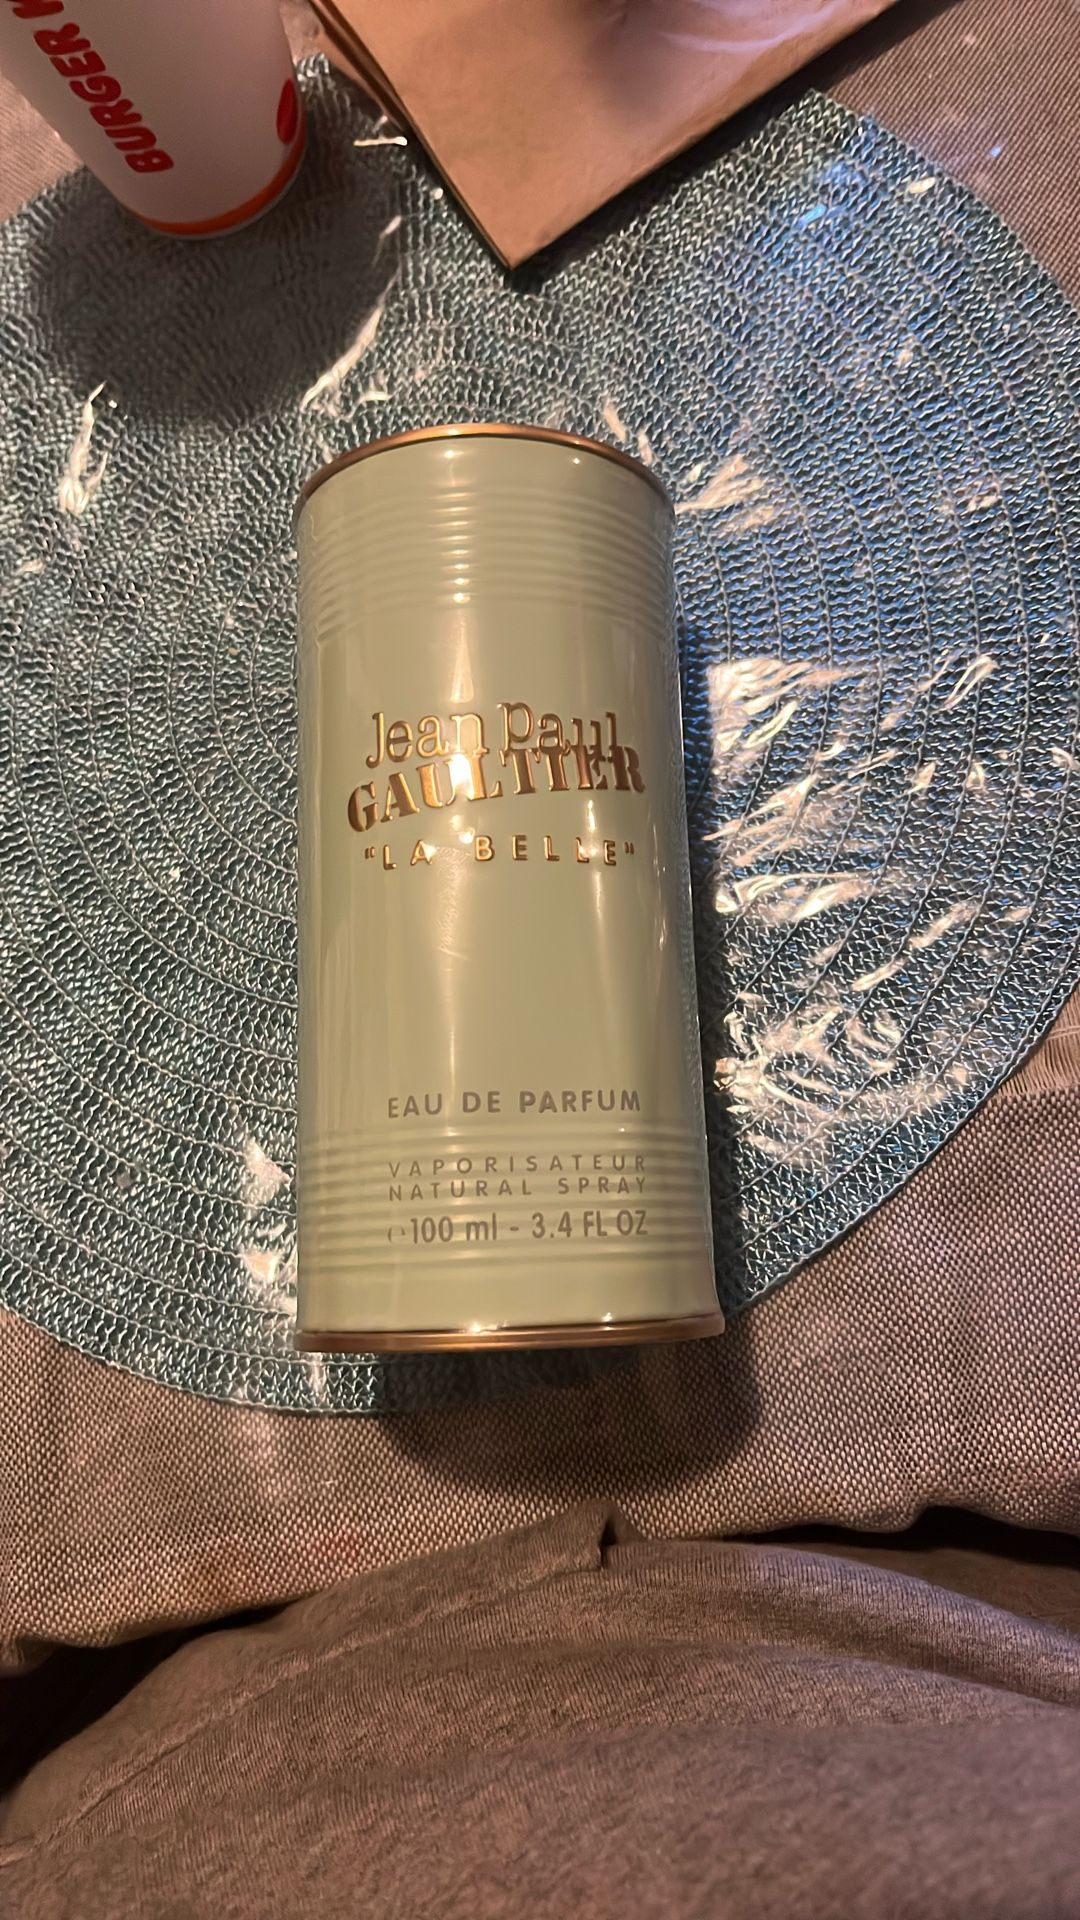 BURGER
Jean Paul
GAULTIER
"LA BELLE"
EAU DE PARFUM
VAPORISATEUR
NATURAL SPRAY
℮100 ml - 3.4 FL OZ